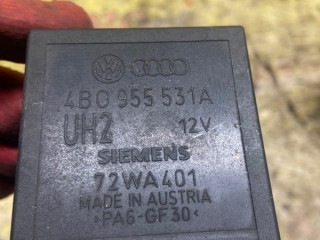 4B0 955 531A
UH2 12V
SIEMENS
72WA401
MADE IN AUSTRIA
>PA6-GF30<